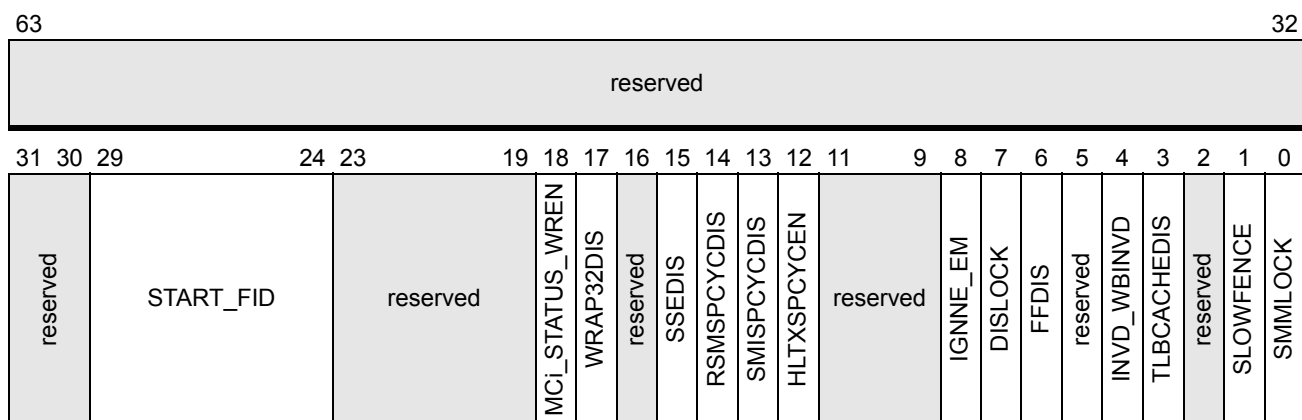 63 32
reserved
31 30 29 24 23 19 18 17 16 15 14 13 12 11 9 8 7 6 5 4 3 2 1 0
reserved
START_FID
reserved
MCi_STATUS_WREN
WRAP32DIS
reserved
SSEDIS
RSMSPCYCDIS
SMISPCYCDIS
HLTXSPCYCEN
reserved
IGNNE_EM
DISLOCK
FFDIS
reserved
INVD_WBINVD
TLBCACHEDIS
reserved
SLOWFENCE
SMMLOCK